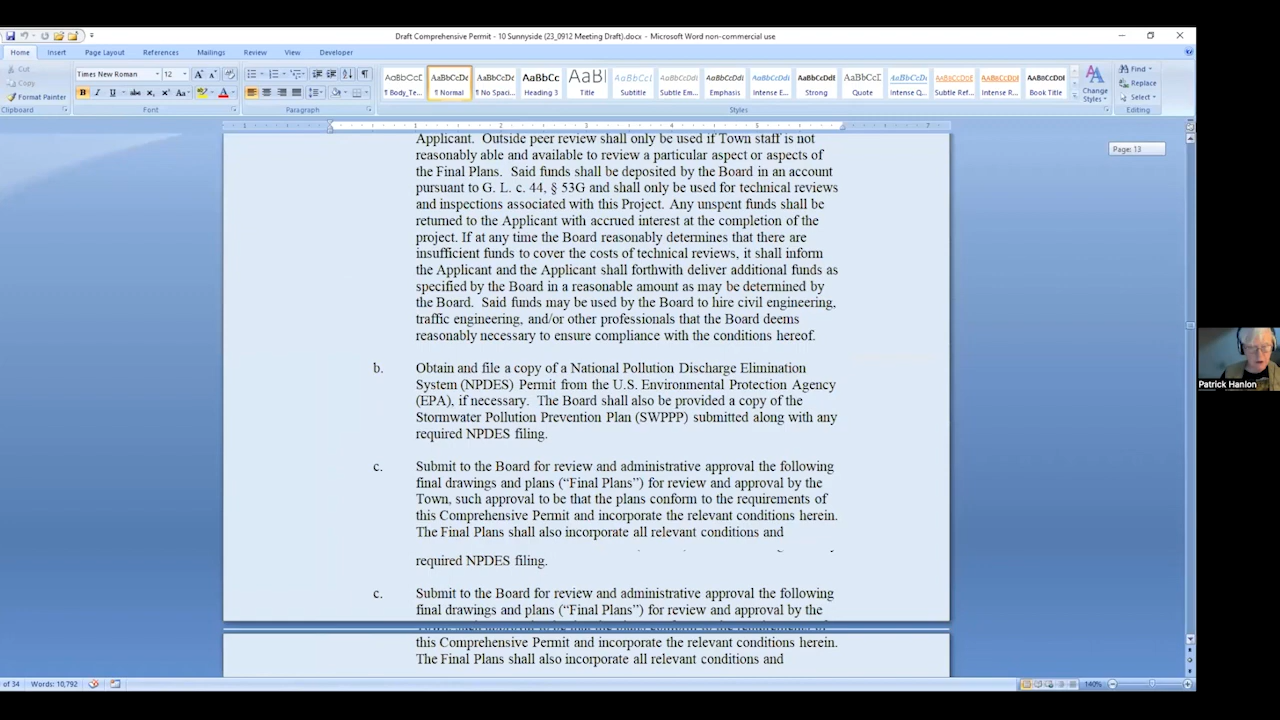 Draft Comprehensive Permit - 10 Sunnyside (23_0912 Meeting Draft).docx - Microsoft Word non-commercial use
Home Insert Page Layout References Mailings Review View Developer
Cut
Copy
Format Painter
Clipboard
Times New Roman 12
Font
Paragraph
¶ Body_Te... ¶ Normal ¶ No Spaci... Heading 3 Title Subtitle Subtle Em... Emphasis Intense E... Strong Quote Intense Q... Subtle Ref... Intense R... Book Title
Styles
Change
Styles
Find
Replace
Select
Editing
Page: 13
Applicant. Outside peer review shall only be used if Town staff is not
reasonably able and available to review a particular aspect or aspects of
the Final Plans. Said funds shall be deposited by the Board in an account
pursuant to G. L. c. 44, § 53G and shall only be used for technical reviews
and inspections associated with this Project. Any unspent funds shall be
returned to the Applicant with accrued interest at the completion of the
project. If at any time the Board reasonably determines that there are
insufficient funds to cover the costs of technical reviews, it shall inform
the Applicant and the Applicant shall forthwith deliver additional funds as
specified by the Board in a reasonable amount as may be determined by
the Board. Said funds may be used by the Board to hire civil engineering,
traffic engineering, and/or other professionals that the Board deems
reasonably necessary to ensure compliance with the conditions hereof.
b. Obtain and file a copy of a National Pollution Discharge Elimination
System (NPDES) Permit from the U.S. Environmental Protection Agency
(EPA), if necessary. The Board shall also be provided a copy of the
Stormwater Pollution Prevention Plan (SWPPP) submitted along with any
required NPDES filing.
c. Submit to the Board for review and administrative approval the following
final drawings and plans (“Final Plans”) for review and approval by the
Town, such approval to be that the plans conform to the requirements of
this Comprehensive Permit and incorporate the relevant conditions herein.
The Final Plans shall also incorporate all relevant conditions and
required NPDES filing.
c. Submit to the Board for review and administrative approval the following
final drawings and plans (“Final Plans”) for review and approval by the
this Comprehensive Permit and incorporate the relevant conditions herein.
The Final Plans shall also incorporate all relevant conditions and
of 34 Words: 10,792
140%
Patrick Hanlon